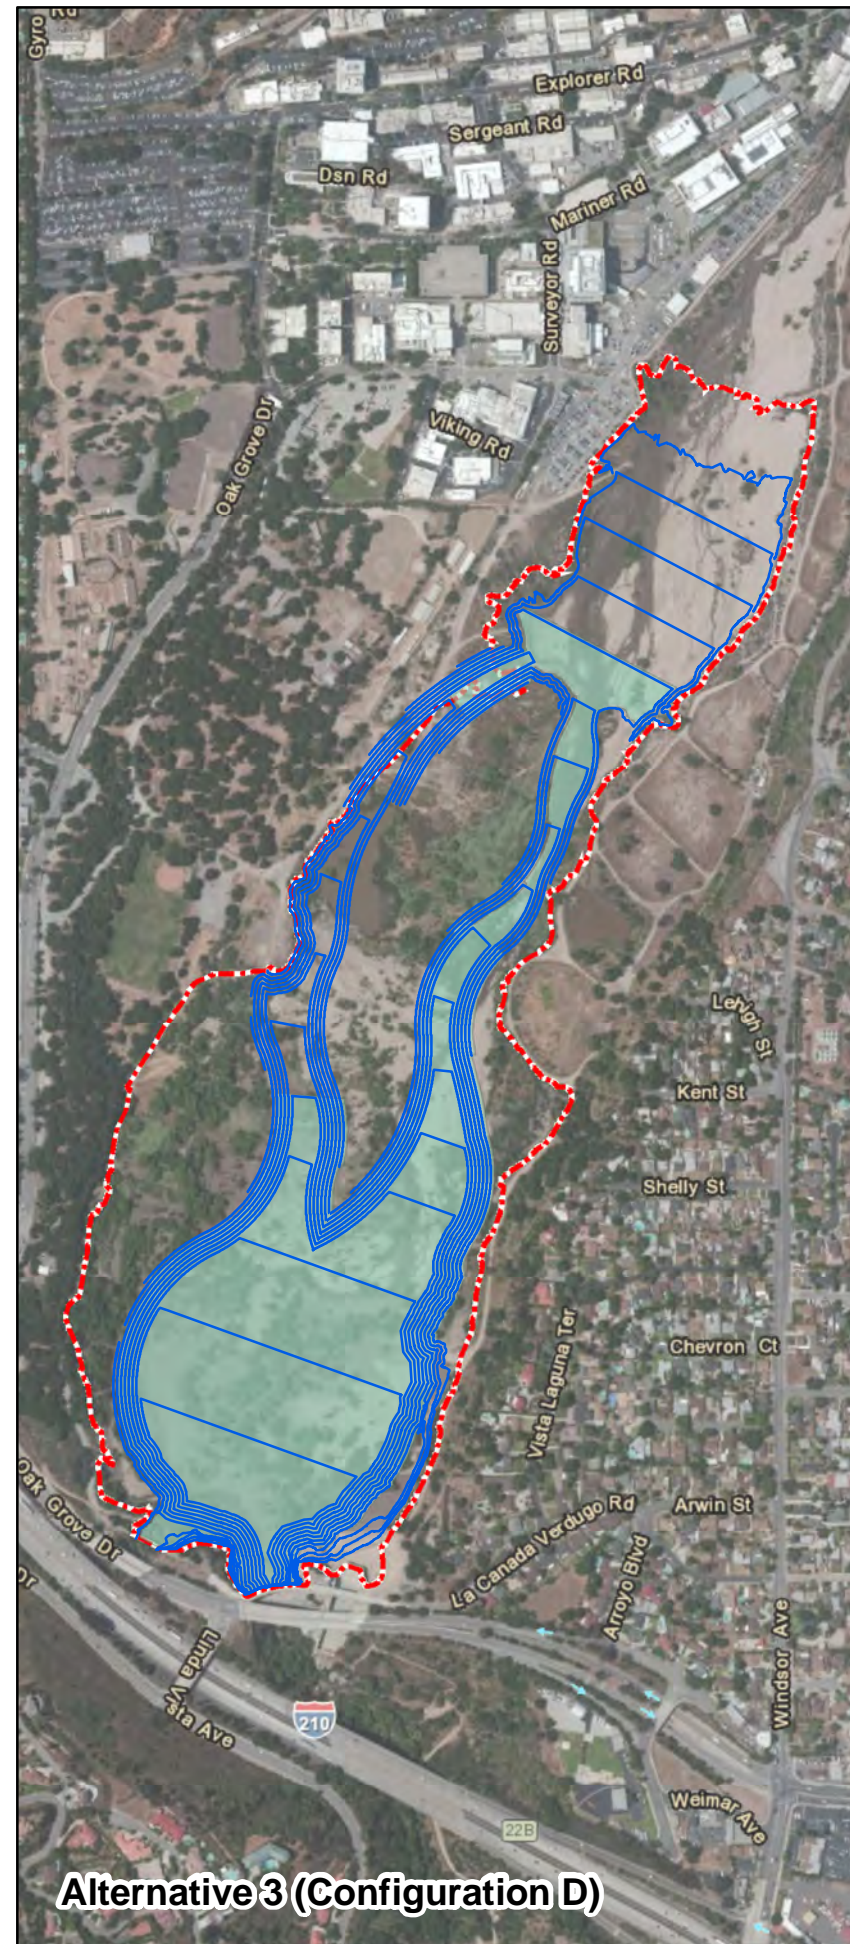 Gyro Rd
Explorer Rd
Sergeant Rd
Dsn Rd
Mariner Rd
Surveyor Rd
Oak Grove Dr
Viking Rd
Lehigh St
Kent St
Shelly St
Vista Laguna Ter
Chevron Ct
Oak Grove Dr
Dr
La Canada Verdugo Rd
Arwin St
Arroyo Blvd
Windsor Ave
Linda Vista Ave
210
Weimar Ave
22B
Alternative 3 (Configuration D)